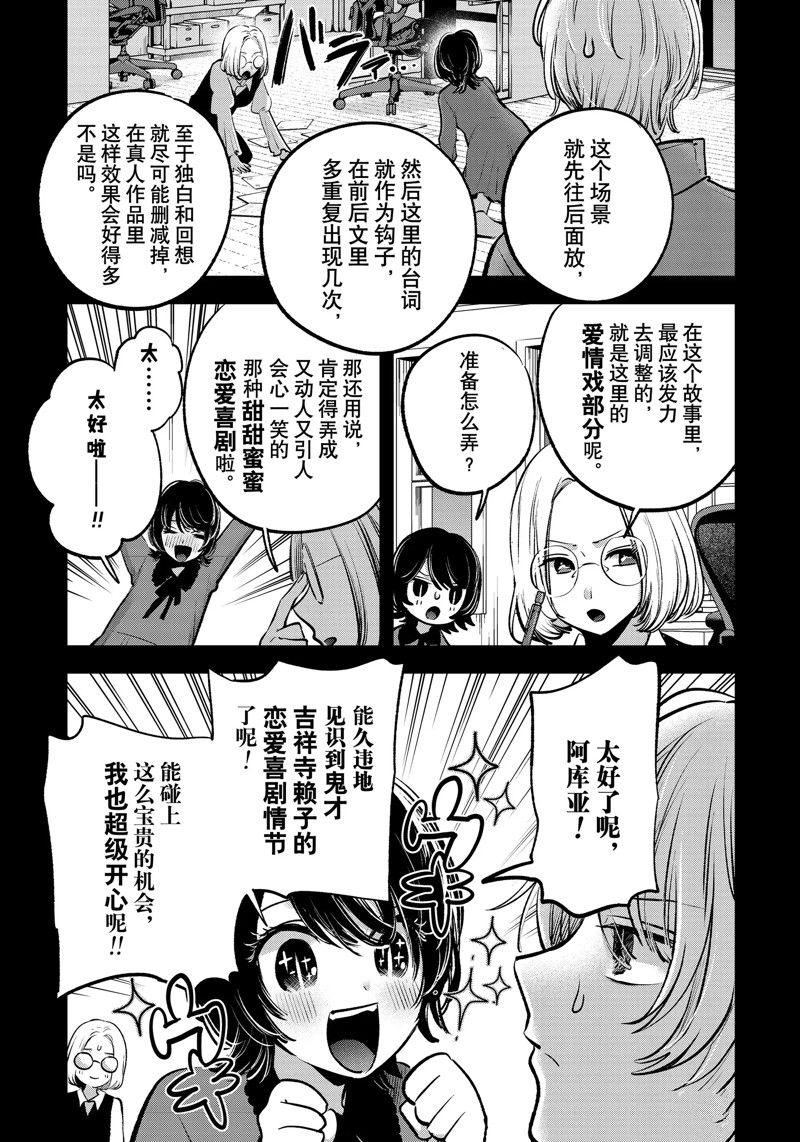 这个场景
就先往后面放，
然后这里的台词
就作为钩子，
在前后文里
多重复出现几次，
至于独白和回想
就尽可能删减掉，
在真人作品里
这样效果会好得多
不是吗。
在这个故事里，
最应该发力
去调整的，
就是这里的
爱情戏部分呢。
准备怎么弄？
那还用说，
肯定得弄成
又动人又引人
会心一笑的
那种甜甜蜜蜜
恋爱喜剧啦。
太……
太好啦——!!
太好了呢，
阿库亚！
能久违地
见识到鬼才
吉祥寺赖子的
恋爱喜剧情节
了呢！
能碰上
这么宝贵的机会，
我也超级开心呢!!
ウキ
ウキ